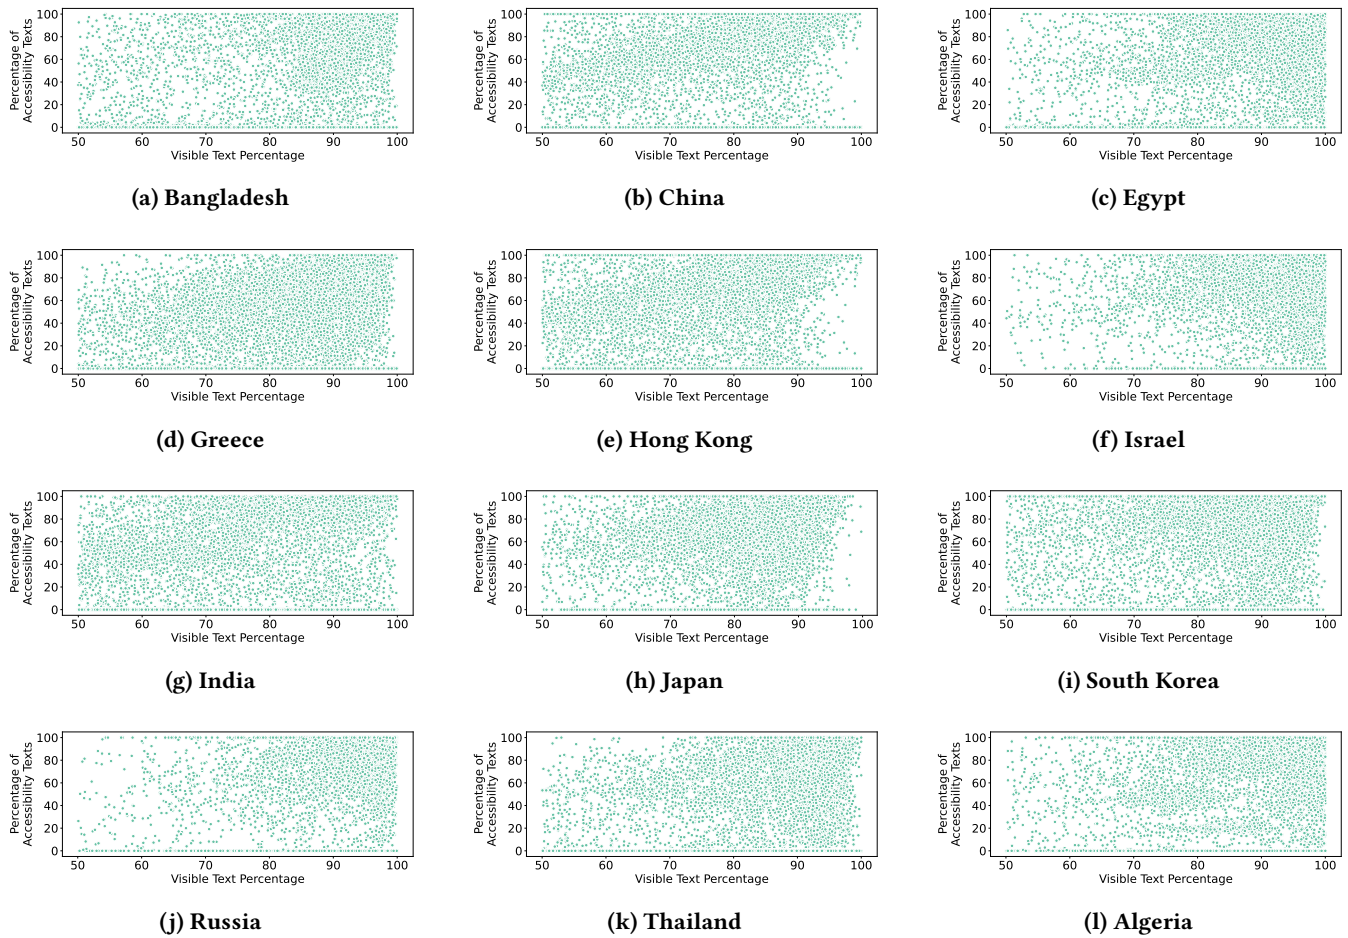 Percentage of
Accessibility Texts
100
80
60
40
20
0
50 60 70 80 90 100
Visible Text Percentage
(a) Bangladesh
Percentage of
Accessibility Texts
100
80
60
40
20
0
50 60 70 80 90 100
Visible Text Percentage
(b) China
Percentage of
Accessibility Texts
100
80
60
40
20
0
50 60 70 80 90 100
Visible Text Percentage
(c) Egypt
Percentage of
Accessibility Texts
100
80
60
40
20
0
50 60 70 80 90 100
Visible Text Percentage
(d) Greece
Percentage of
Accessibility Texts
100
80
60
40
20
0
50 60 70 80 90 100
Visible Text Percentage
(e) Hong Kong
Percentage of
Accessibility Texts
100
80
60
40
20
0
50 60 70 80 90 100
Visible Text Percentage
(f) Israel
Percentage of
Accessibility Texts
100
80
60
40
20
0
50 60 70 80 90 100
Visible Text Percentage
(g) India
Percentage of
Accessibility Texts
100
80
60
40
20
0
50 60 70 80 90 100
Visible Text Percentage
(h) Japan
Percentage of
Accessibility Texts
100
80
60
40
20
0
50 60 70 80 90 100
Visible Text Percentage
(i) South Korea
Percentage of
Accessibility Texts
100
80
60
40
20
0
50 60 70 80 90 100
Visible Text Percentage
(j) Russia
Percentage of
Accessibility Texts
100
80
60
40
20
0
50 60 70 80 90 100
Visible Text Percentage
(k) Thailand
Percentage of
Accessibility Texts
100
80
60
40
20
0
50 60 70 80 90 100
Visible Text Percentage
(l) Algeria